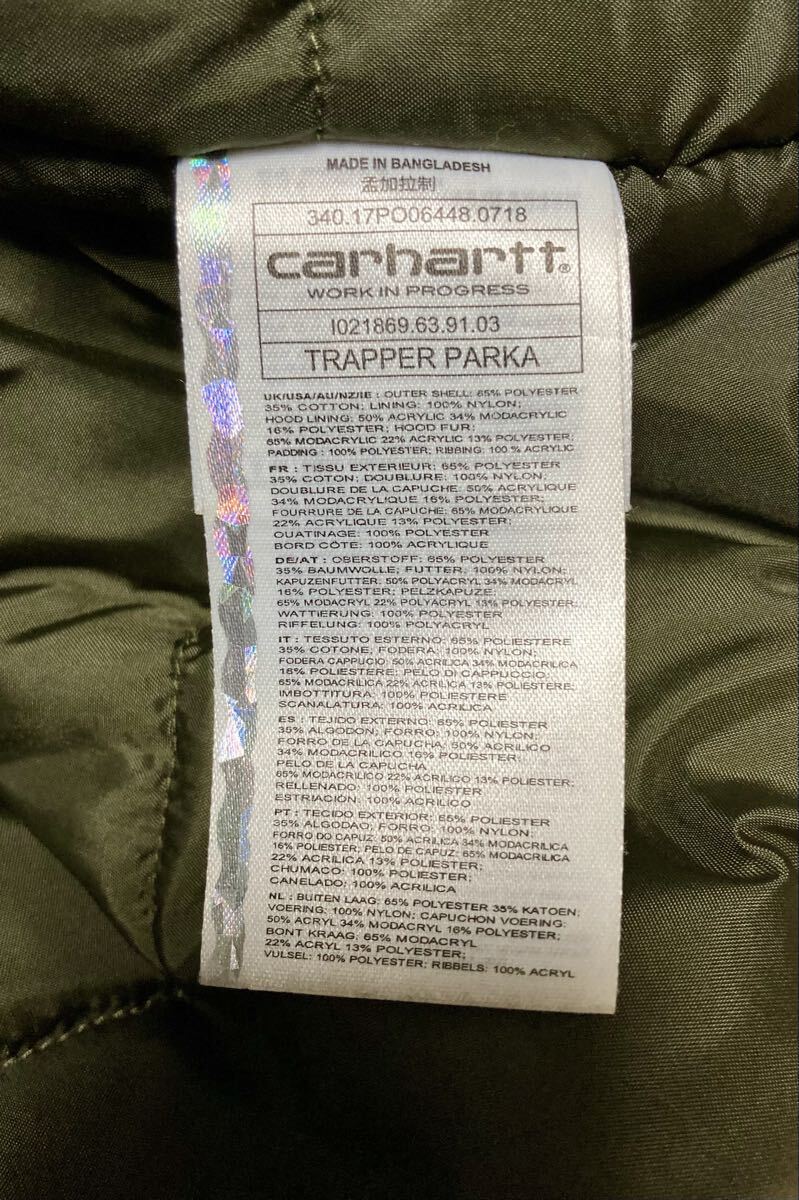 MADE IN BANGLADESH
孟加拉制
340.17PO06448.0718
carhartt®
WORK IN PROGRESS
I021869.63.91.03
TRAPPER PARKA
UK/USA/AU/NZ/IE : OUTER SHELL: 65% POLYESTER
35% COTTON; LINING: 100% NYLON;
HOOD LINING: 50% ACRYLIC 34% MODACRYLIC
16% POLYESTER; HOOD FUR:
65% MODACRYLIC 22% ACRYLIC 13% POLYESTER;
PADDING : 100% POLYESTER; RIBBING: 100 % ACRYLIC
FR : TISSU EXTERIEUR: 65% POLYESTER
35% COTON; DOUBLURE: 100% NYLON;
DOUBLURE DE LA CAPUCHE: 50% ACRYLIQUE
34% MODACRYLIQUE 16% POLYESTER;
FOURRURE DE LA CAPUCHE: 65% MODACRYLIQUE
22% ACRYLIQUE 13% POLYESTER;
OUATINAGE: 100% POLYESTER
BORD CÔTE: 100% ACRYLIQUE
DE/AT : OBERSTOFF: 65% POLYESTER
35% BAUMWOLLE; FUTTER: 100% NYLON;
KAPUZENFUTTER: 50% POLYACRYL 34% MODACRYL
16% POLYESTER; PELZKAPUZE:
65% MODACRYL 22% POLYACRYL 13% POLYESTER;
WATTIERUNG: 100% POLYESTER
RIFFELUNG: 100% POLYACRYL
IT : TESSUTO ESTERNO: 65% POLIESTERE
35% COTONE; FODERA: 100% NYLON;
FODERA CAPPUCIO: 50% ACRILICA 34% MODACRILICA
16% POLIESTERE; PELO DI CAPPUCCIO:
65% MODACRILICA 22% ACRILICA 13% POLIESTERE;
IMBOTTITURA: 100% POLIESTERE
SCANALATURA: 100% ACRILICA
ES : TEJIDO EXTERNO: 65% POLIESTER
35% ALGODON; FORRO: 100% NYLON;
FORRO DE LA CAPUCHA: 50% ACRILICO
34% MODACRILICO 16% POLIESTER;
PELO DE LA CAPUCHA
65% MODACRILICO 22% ACRILICO 13% POLIESTER;
RELLENADO: 100% POLIESTER
ESTRIACION: 100% ACRILICO
PT : TECIDO EXTERIOR: 65% POLIESTER
35% ALGODAO; FORRO: 100% NYLON;
FORRO DO CAPUZ: 50% ACRILICA 34% MODACRILICA
16% POLIESTER; PELO DE CAPUZ: 65% MODACRILICA
22% ACRILICA 13% POLIESTER;
CHUMACO: 100% POLIESTER;
CANELADO: 100% ACRILICA
NL : BUITEN LAAG: 65% POLYESTER 35% KATOEN;
VOERING: 100% NYLON; CAPUCHON VOERING:
50% ACRYL 34% MODACRYL 16% POLYESTER;
BONT KRAAG: 65% MODACRYL
22% ACRYL 13% POLYESTER;
VULSEL: 100% POLYESTER; RIBBELS: 100% ACRYL